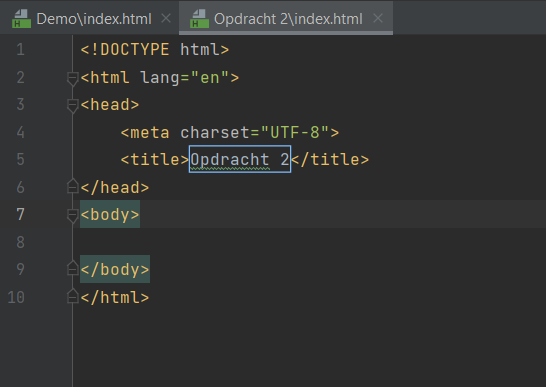 Demo\index.html Opdracht 2\index.html
1 <!DOCTYPE html>
2 <html lang="en">
3 <head>
4 <meta charset="UTF-8">
5 <title>Opdracht 2</title>
6 </head>
7 <body>
8
9 </body>
10 </html>